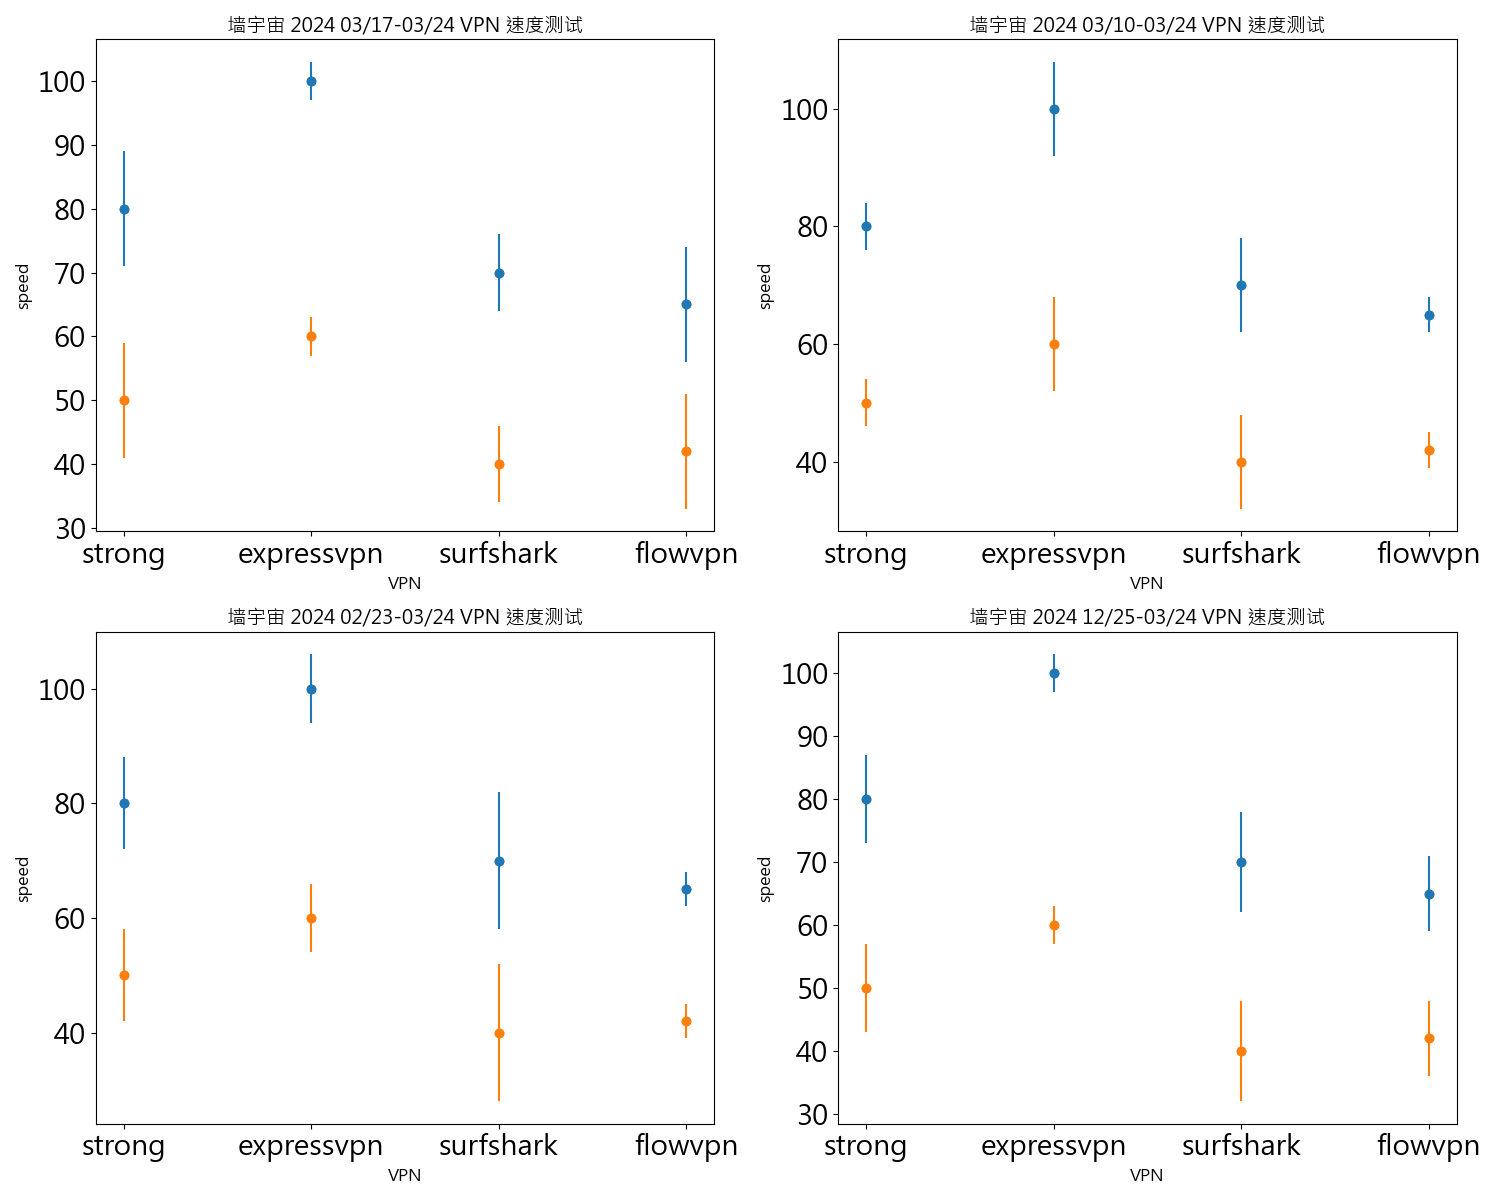 墙宇宙 2024 03/17-03/24 VPN 速度测试
100
90
80
70
60
50
40
30
speed
strong expressvpn surfshark flowvpn
VPN
墙宇宙 2024 03/10-03/24 VPN 速度测试
100
80
60
40
speed
strong expressvpn surfshark flowvpn
VPN
墙宇宙 2024 02/23-03/24 VPN 速度测试
100
80
60
40
speed
strong expressvpn surfshark flowvpn
VPN
墙宇宙 2024 12/25-03/24 VPN 速度测试
100
90
80
70
60
50
40
30
speed
strong expressvpn surfshark flowvpn
VPN